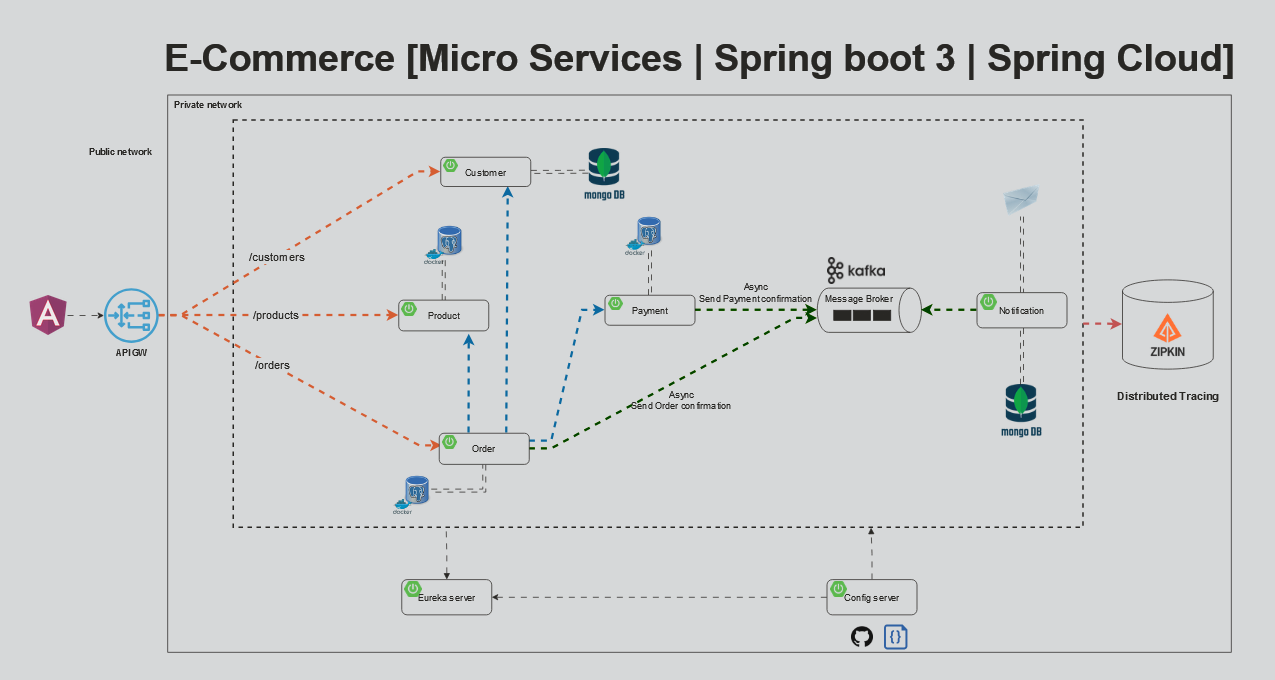 E-Commerce [Micro Services | Spring boot 3 | Spring Cloud]
Private network
Public network
Customer
mongo DB
/customers
docker
docker
kafka
Async
Send Payment confirmation
Message Broker
/products
Product
Payment
Notification
A
API GW
ZIPKIN
/orders
Distributed Tracing
Async
Send Order confirmation
mongo DB
Order
docker
Eureka server
Config server
{}